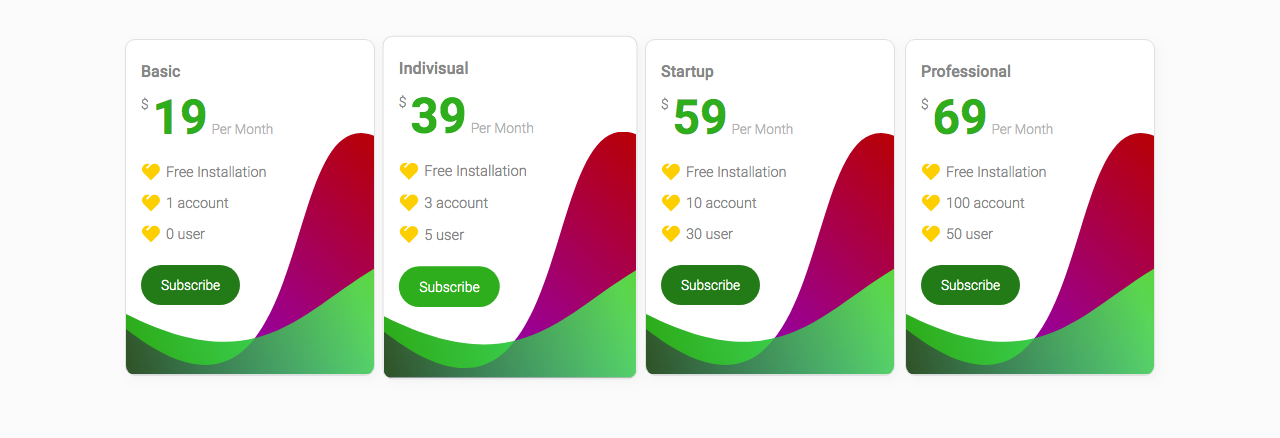 Basic
$ 19 Per Month
Free Installation
1 account
0 user
Subscribe
Indivisual
$ 39 Per Month
Free Installation
3 account
5 user
Subscribe
Startup
$ 59 Per Month
Free Installation
10 account
30 user
Subscribe
Professional
$ 69 Per Month
Free Installation
100 account
50 user
Subscribe